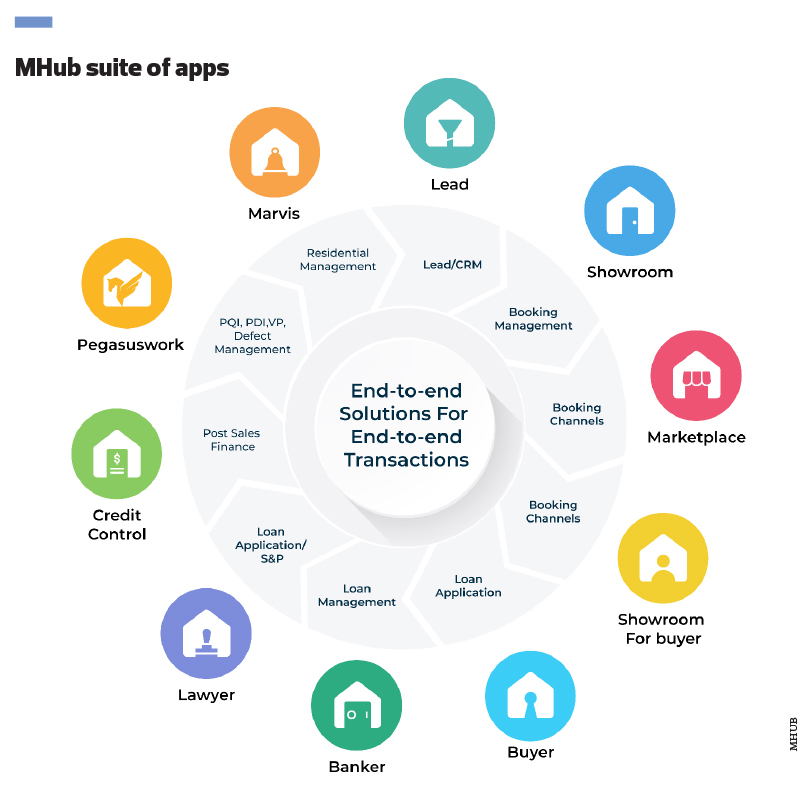 MHub suite of apps
Lead
Marvis
Showroom
Residential
Management
Lead/CRM
Booking
Management
PQI, PDI,VP,
Defect
Management
Pegasuswork
End-to-end
Solutions For
End-to-end
Transactions
Booking
Channels
Marketplace
Post Sales
Finance
Credit
Control
Booking
Channels
Loan
Application/
S&P
Loan
Management
Loan
Application
Showroom
For buyer
Lawyer
Banker
Buyer
$
MHUB